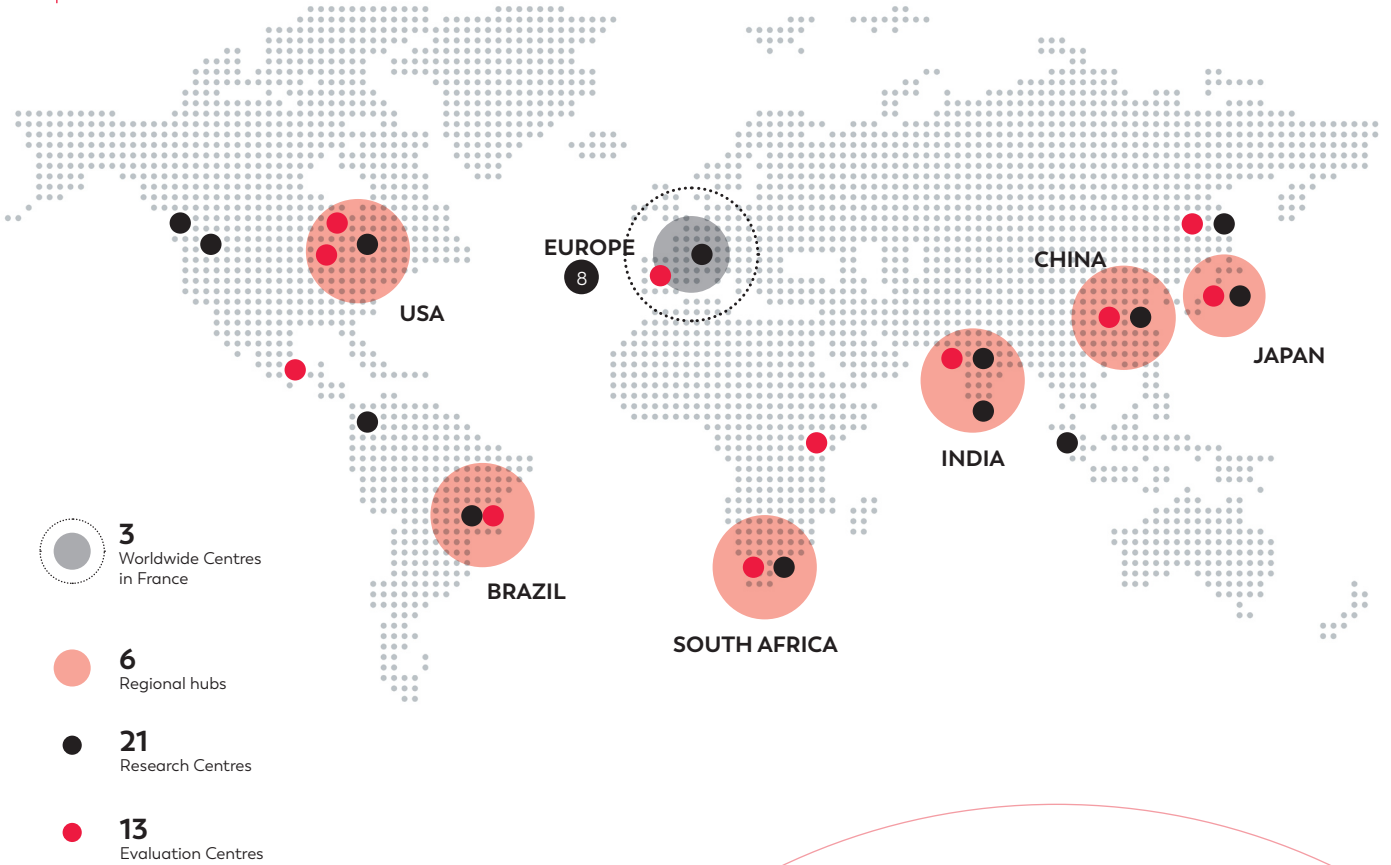 EUROPE
8
CHINA
USA
JAPAN
INDIA
BRAZIL
SOUTH AFRICA
3
Worldwide Centres
in France
6
Regional hubs
21
Research Centres
13
Evaluation Centres